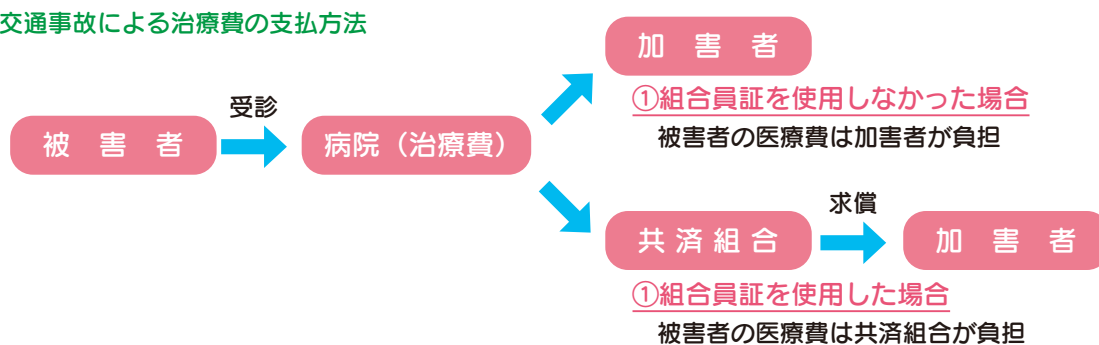 交通事故による治療費の支払方法
加害者
①組合員証を使用しなかった場合
被害者の医療費は加害者が負担
受診
被害者
病院（治療費）
求償
共済組合
加害者
①組合員証を使用した場合
被害者の医療費は共済組合が負担